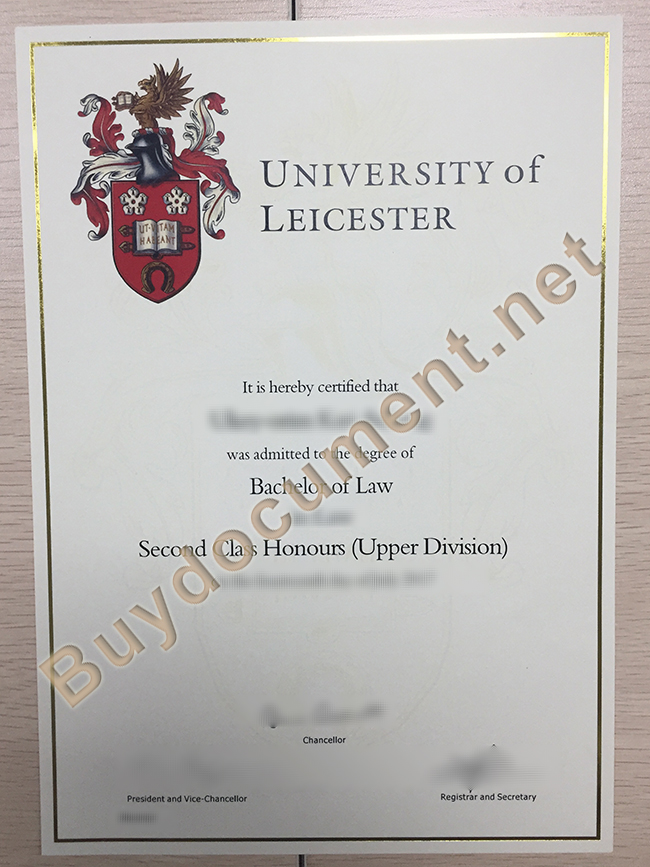 UNIVERSITY of
LEICESTER
UT·VITAM
HABEANT
It is hereby certified that
was admitted to the degree of
Bachelor of Law
Second Class Honours (Upper Division)
Buydocument.net
Chancellor
President and Vice-Chancellor
Registrar and Secretary